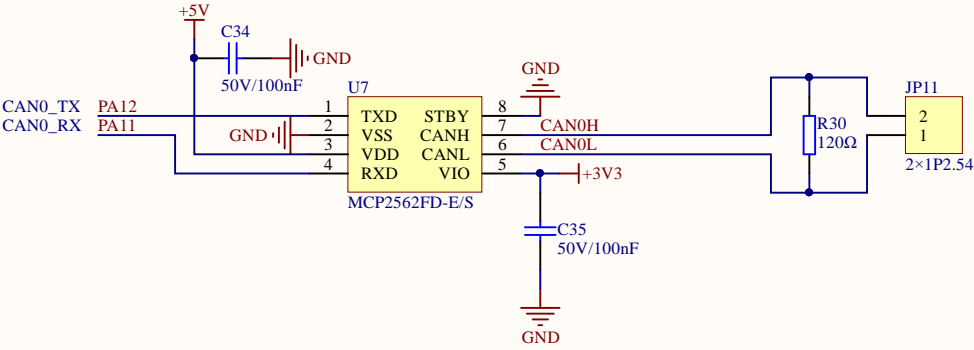 +5V
C34
GND
50V/100nF
GND
U7
JP11
CAN0_TX PA12
1 TXD STBY 8
2
CAN0_RX PA11
GND 2 VSS CANH 7 CAN0H
R30
1
3 VDD CANL 6 CAN0L
120Ω
4 RXD VIO 5 +3V3
2×1P2.54
MCP2562FD-E/S
C35
50V/100nF
GND